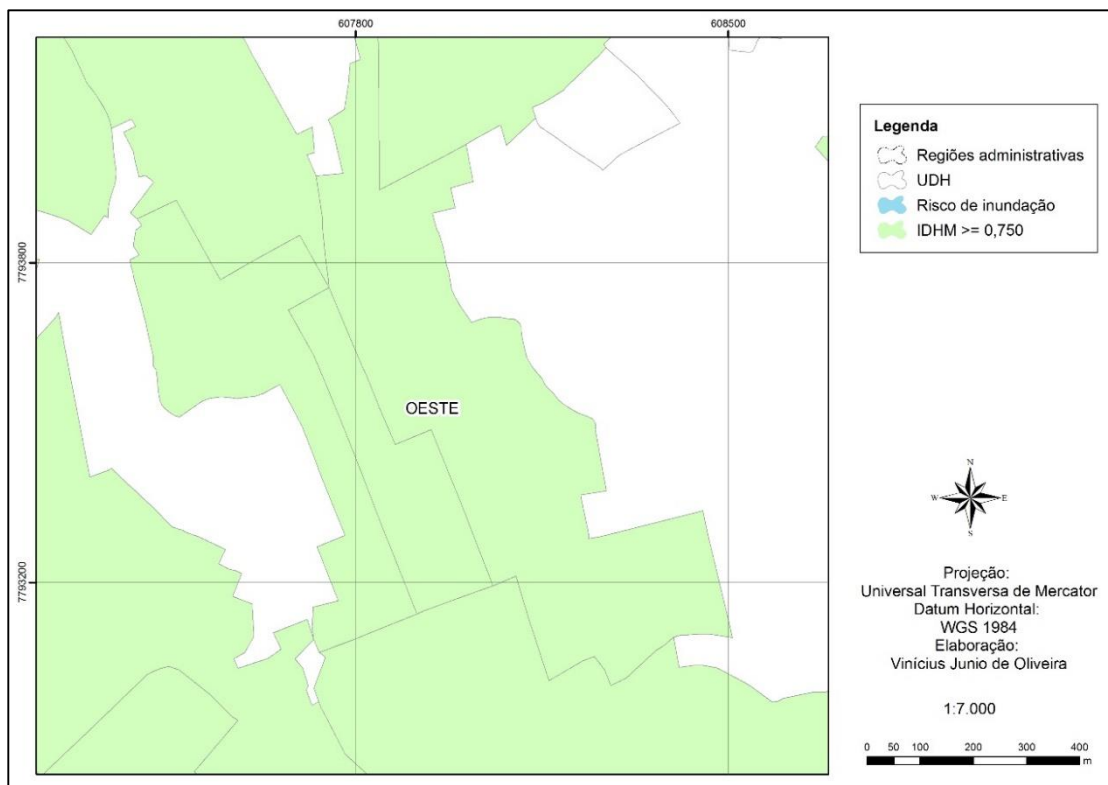 607800
608500
7793800
7793200
OESTE
Legenda
Regiões administrativas
UDH
Risco de inundação
IDHM >= 0,750
N
W
E
S
Projeção:
Universal Transversa de Mercator
Datum Horizontal:
WGS 1984
Elaboração:
Vinícius Junio de Oliveira
1:7.000
0 50 100 200 300 400
m